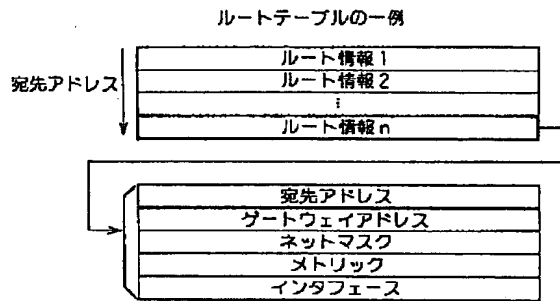 ルートテーブルの一例
宛先アドレス
ルート情報1
ルート情報2
⋮
ルート情報n
宛先アドレス
ゲートウェイアドレス
ネットマスク
メトリック
インタフェース